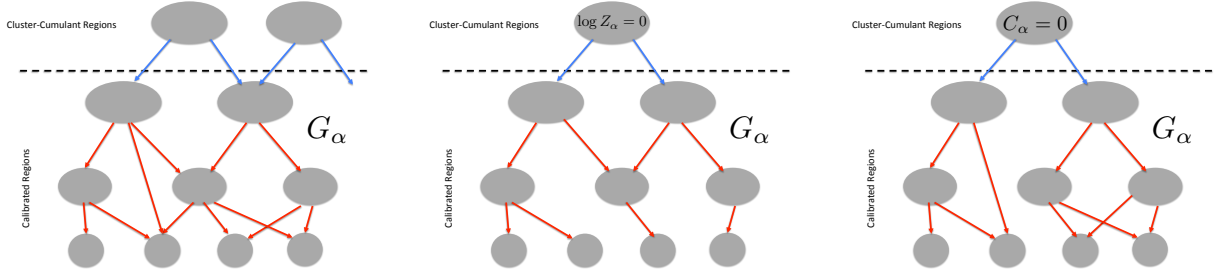 Cluster-Cumulant Regions
G_α
Calibrated Regions
Cluster-Cumulant Regions
log Z_α = 0
G_α
Calibrated Regions
Cluster-Cumulant Regions
C_α = 0
G_α
Calibrated Regions